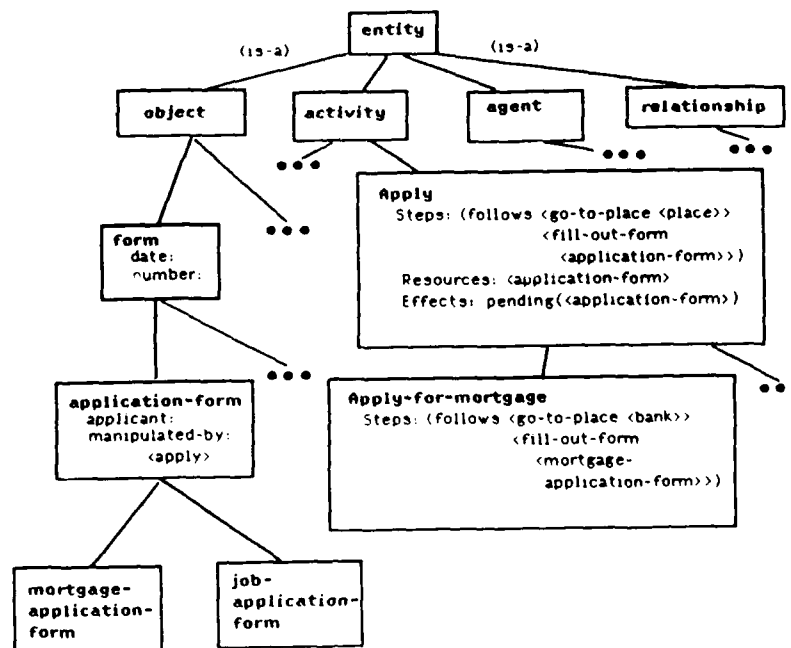 entity
(is-a)
(is-a)
object
activity
agent
relationship
Apply
Steps: (follows <go-to-place <place>>
<fill-out-form
<application-form>>)
Resources: <application-form>
Effects: pending(<application-form>)
form
date:
number:
application-form
applicant:
manipulated-by:
<apply>
Apply-for-mortgage
Steps: (follows <go-to-place <bank>>
<fill-out-form
<mortgage-
application-form>>)
mortgage-
application-
form
job-
application-
form